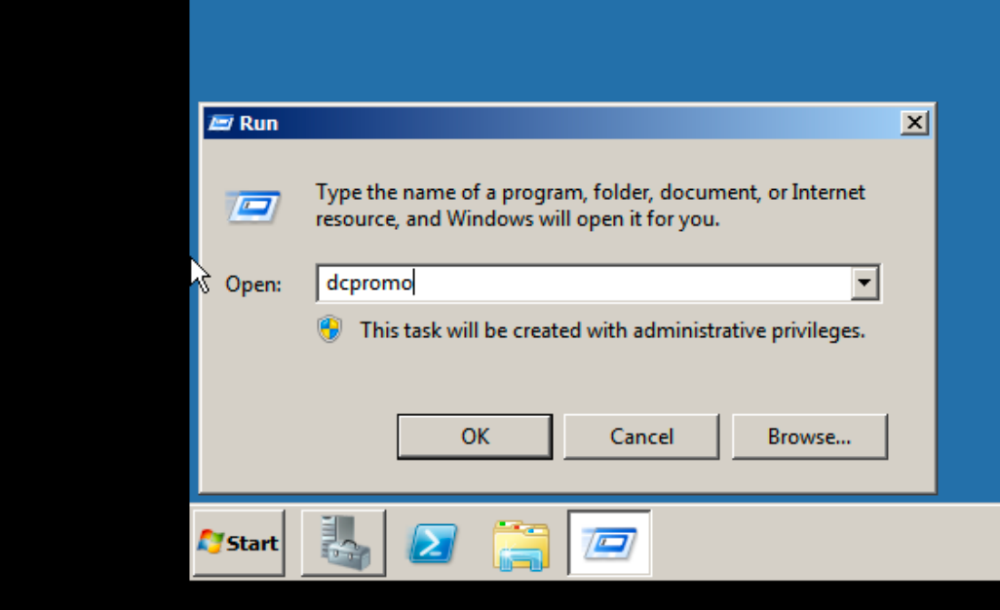 Run
Type the name of a program, folder, document, or Internet
resource, and Windows will open it for you.
Open:
dcpromo
This task will be created with administrative privileges.
OK
Cancel
Browse...
Start